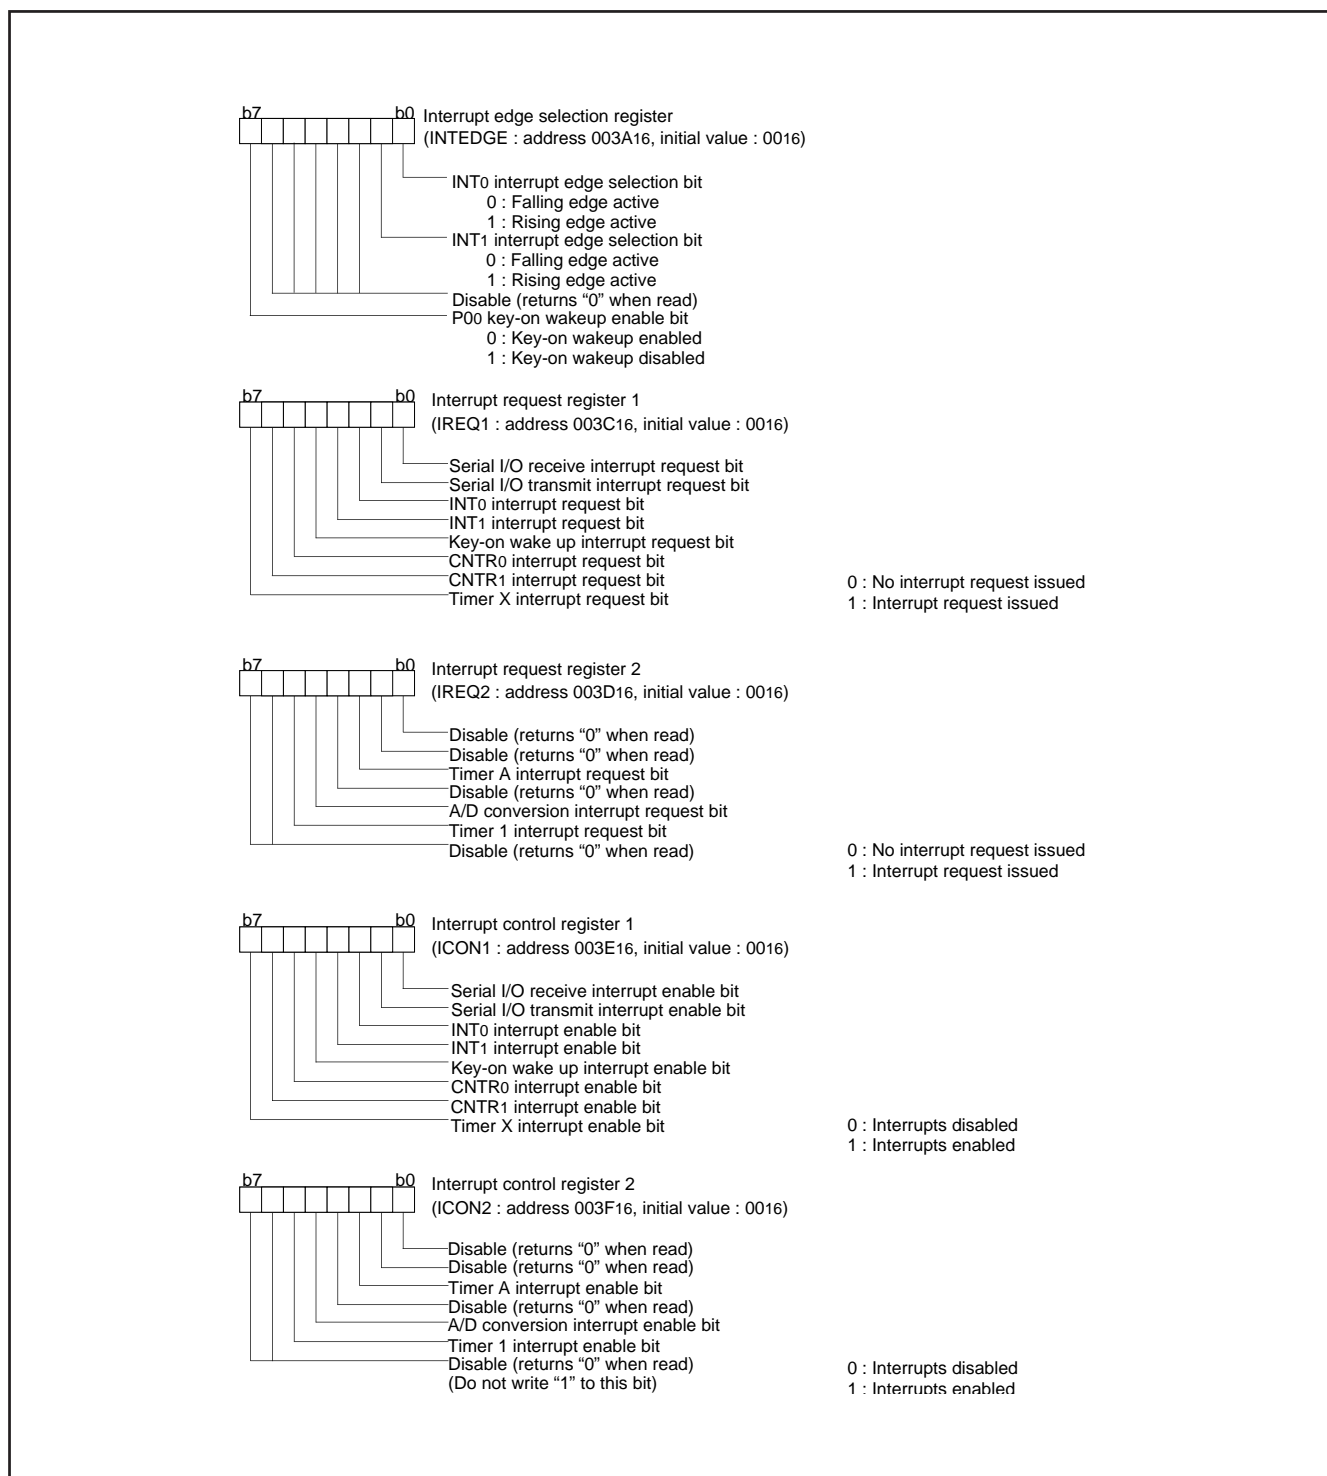 b7 b0 Interrupt edge selection register
(INTEDGE : address 003A16, initial value : 0016)
INT0 interrupt edge selection bit
0 : Falling edge active
1 : Rising edge active
INT1 interrupt edge selection bit
0 : Falling edge active
1 : Rising edge active
Disable (returns “0” when read)
P00 key-on wakeup enable bit
0 : Key-on wakeup enabled
1 : Key-on wakeup disabled
b7 b0 Interrupt request register 1
(IREQ1 : address 003C16, initial value : 0016)
Serial I/O receive interrupt request bit
Serial I/O transmit interrupt request bit
INT0 interrupt request bit
INT1 interrupt request bit
Key-on wake up interrupt request bit
CNTR0 interrupt request bit
CNTR1 interrupt request bit
Timer X interrupt request bit
0 : No interrupt request issued
1 : Interrupt request issued
b7 b0 Interrupt request register 2
(IREQ2 : address 003D16, initial value : 0016)
Disable (returns “0” when read)
Disable (returns “0” when read)
Timer A interrupt request bit
Disable (returns “0” when read)
A/D conversion interrupt request bit
Timer 1 interrupt request bit
Disable (returns “0” when read)
0 : No interrupt request issued
1 : Interrupt request issued
b7 b0 Interrupt control register 1
(ICON1 : address 003E16, initial value : 0016)
Serial I/O receive interrupt enable bit
Serial I/O transmit interrupt enable bit
INT0 interrupt enable bit
INT1 interrupt enable bit
Key-on wake up interrupt enable bit
CNTR0 interrupt enable bit
CNTR1 interrupt enable bit
Timer X interrupt enable bit
0 : Interrupts disabled
1 : Interrupts enabled
b7 b0 Interrupt control register 2
(ICON2 : address 003F16, initial value : 0016)
Disable (returns “0” when read)
Disable (returns “0” when read)
Timer A interrupt enable bit
Disable (returns “0” when read)
A/D conversion interrupt enable bit
Timer 1 interrupt enable bit
Disable (returns “0” when read)
(Do not write “1” to this bit)
0 : Interrupts disabled
1 : Interrupts enabled